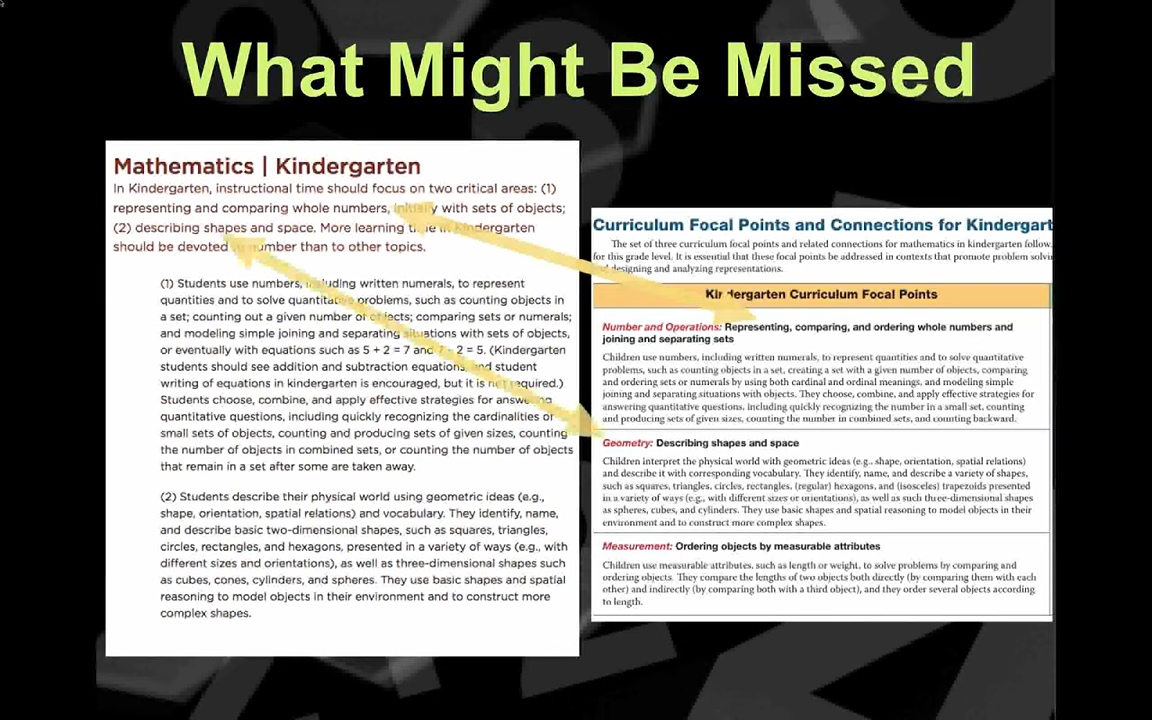 What Might Be Missed
Mathematics | Kindergarten
In Kindergarten, instructional time should focus on two critical areas: (1)
representing and comparing whole numbers, initially with sets of objects;
(2) describing shapes and space. More learning time in Kindergarten
should be devoted to number than to other topics.
(1) Students use numbers, including written numerals, to represent
quantities and to solve quantitative problems, such as counting objects in
a set; counting out a given number of objects; comparing sets or numerals;
and modeling simple joining and separating situations with sets of objects,
or eventually with equations such as 5 + 2 = 7 and 7 – 2 = 5. (Kindergarten
students should see addition and subtraction equations, and student
writing of equations in kindergarten is encouraged, but it is not required.)
Students choose, combine, and apply effective strategies for answering
quantitative questions, including quickly recognizing the cardinalities of
small sets of objects, counting and producing sets of given sizes, counting
the number of objects in combined sets, or counting the number of objects
that remain in a set after some are taken away.
(2) Students describe their physical world using geometric ideas (e.g.,
shape, orientation, spatial relations) and vocabulary. They identify, name,
and describe basic two-dimensional shapes, such as squares, triangles,
circles, rectangles, and hexagons, presented in a variety of ways (e.g., with
different sizes and orientations), as well as three-dimensional shapes such
as cubes, cones, cylinders, and spheres. They use basic shapes and spatial
reasoning to model objects in their environment and to construct more
complex shapes.
Curriculum Focal Points and Connections for Kindergart
The set of three curriculum focal points and related connections for mathematics in kindergarten follow.
for this grade level. It is essential that these focal points be addressed in contexts that promote problem solvi
designing and analyzing representations.
Kindergarten Curriculum Focal Points
Number and Operations: Representing, comparing, and ordering whole numbers and
joining and separating sets
Children use numbers, including written numerals, to represent quantities and to solve quantitative
problems, such as counting objects in a set, creating a set with a given number of objects, comparing
and ordering sets or numerals by using both cardinal and ordinal meanings, and modeling simple
joining and separating situations with objects. They choose, combine, and apply effective strategies for
answering quantitative questions, including quickly recognizing the number in a small set, counting
and producing sets of given sizes, counting the number in combined sets, and counting backward.
Geometry: Describing shapes and space
Children interpret the physical world with geometric ideas (e.g., shape, orientation, spatial relations)
and describe it with corresponding vocabulary. They identify, name, and describe a variety of shapes,
such as squares, triangles, circles, rectangles, (regular) hexagons, and (isosceles) trapezoids presented
in a variety of ways (e.g., with different sizes or orientations), as well as such three-dimensional shapes
as spheres, cubes, and cylinders. They use basic shapes and spatial reasoning to model objects in their
environment and to construct more complex shapes.
Measurement: Ordering objects by measurable attributes
Children use measurable attributes, such as length or weight, to solve problems by comparing and
ordering objects. They compare the lengths of two objects both directly (by comparing them with each
other) and indirectly (by comparing both with a third object), and they order several objects according
to length.